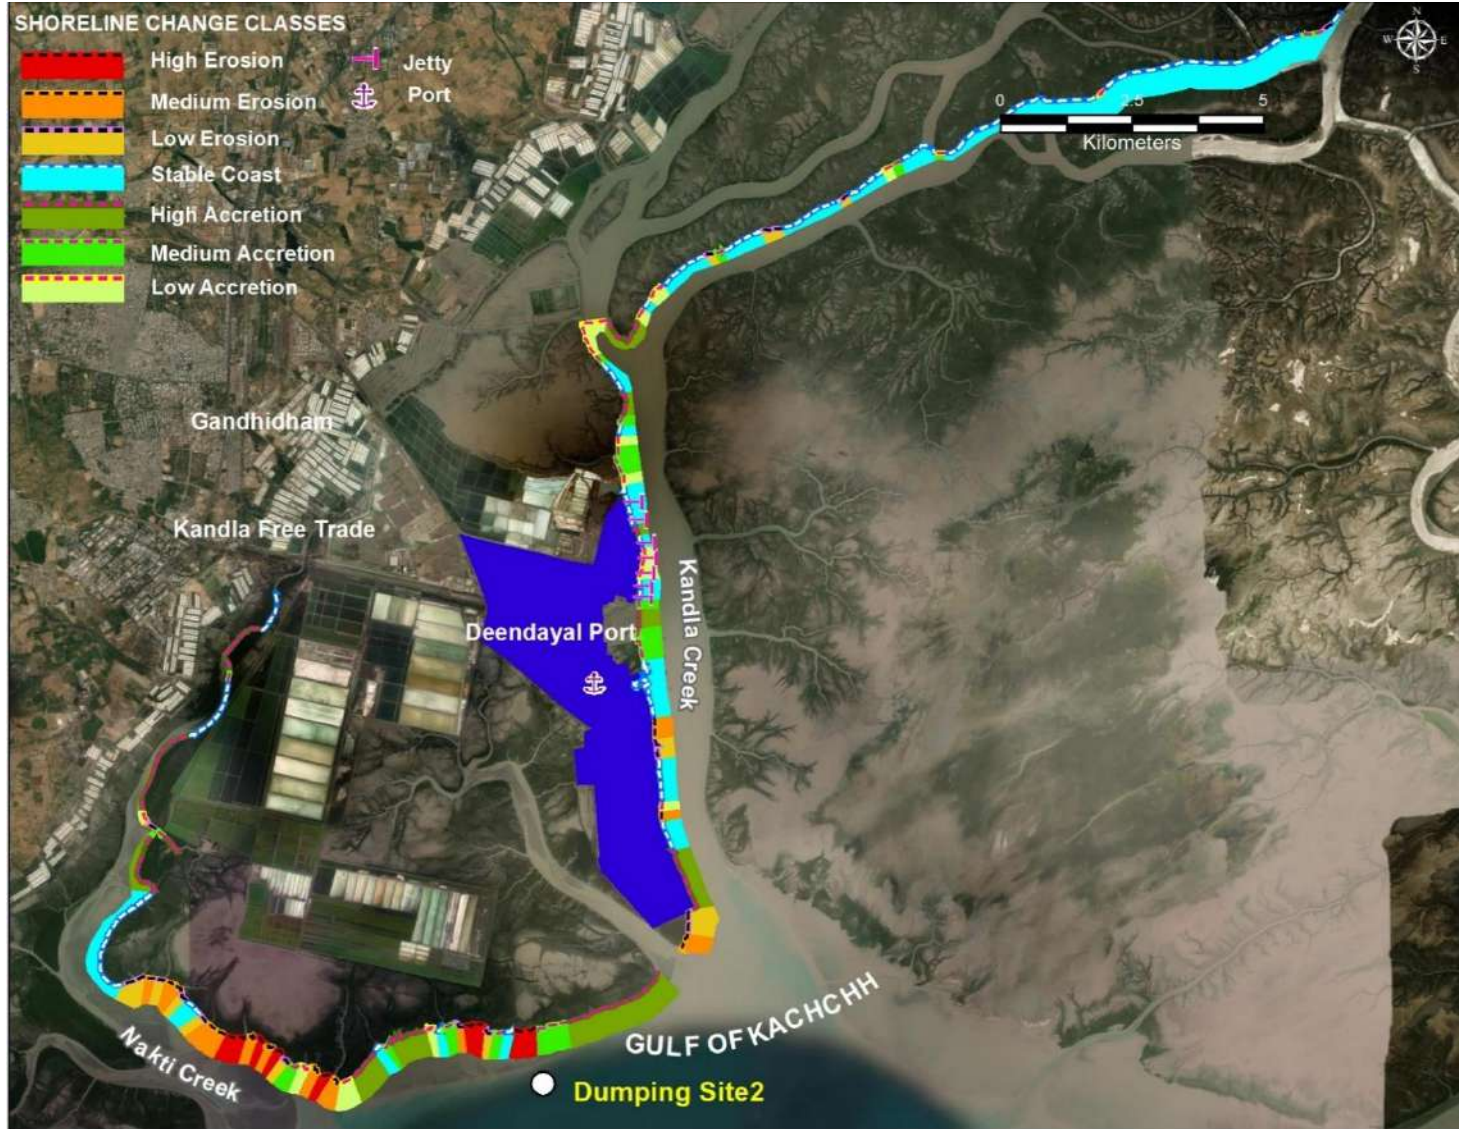 SHORELINE CHANGE CLASSES
High Erosion
Medium Erosion
Low Erosion
Stable Coast
High Accretion
Medium Accretion
Low Accretion
Jetty
Port
N
W E
S
0 2.5 5
Kilometers
Gandhidham
Kandla Free Trade
Deendayal Port
Kandla Creek
GULF OF KACHCHH
Nakti Creek
Dumping Site2